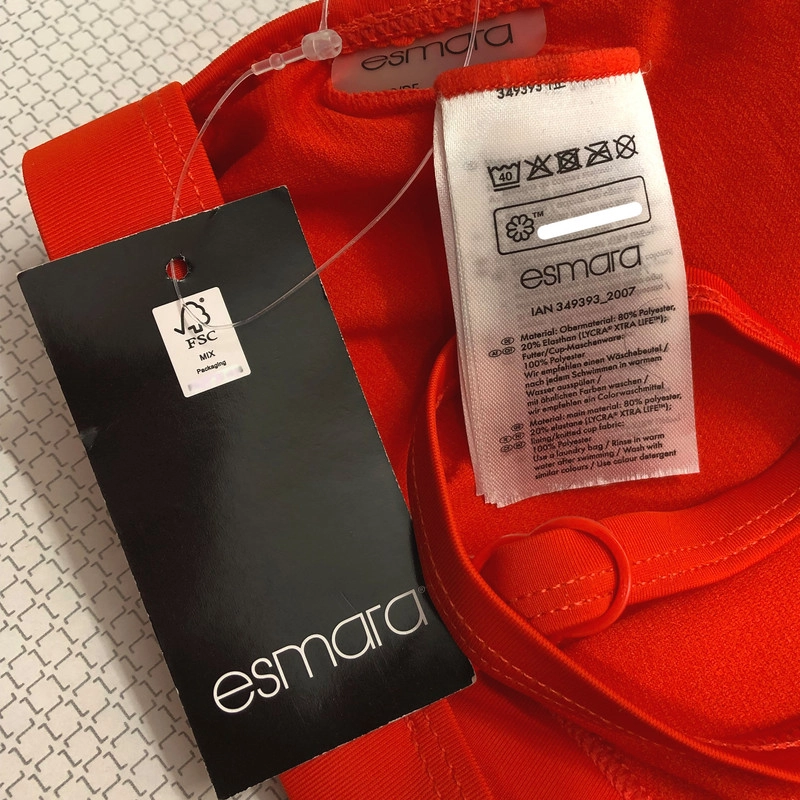 esmara
349393
40
™
esmara
IAN 349393_2007
Material: Obermaterial: 80% Polyester,
20% Elasthan (LYCRA® XTRA LIFE™);
Futter/Cup-Maschenware:
100% Polyester
Wir empfehlen einen Wäschebeutel /
nach jedem Schwimmen in warmem
Wasser ausspülen /
mit ähnlichen Farben waschen /
wir empfehlen ein Colorwaschmittel
Material: main material: 80% polyester,
20% elastane (LYCRA® XTRA LIFE™);
lining/knitted cup fabric:
100% Polyester
Use a laundry bag / Rinse in warm
water after swimming / Wash with
similar colours / Use colour detergent
®
FSC
MIX
Packaging
esmara®